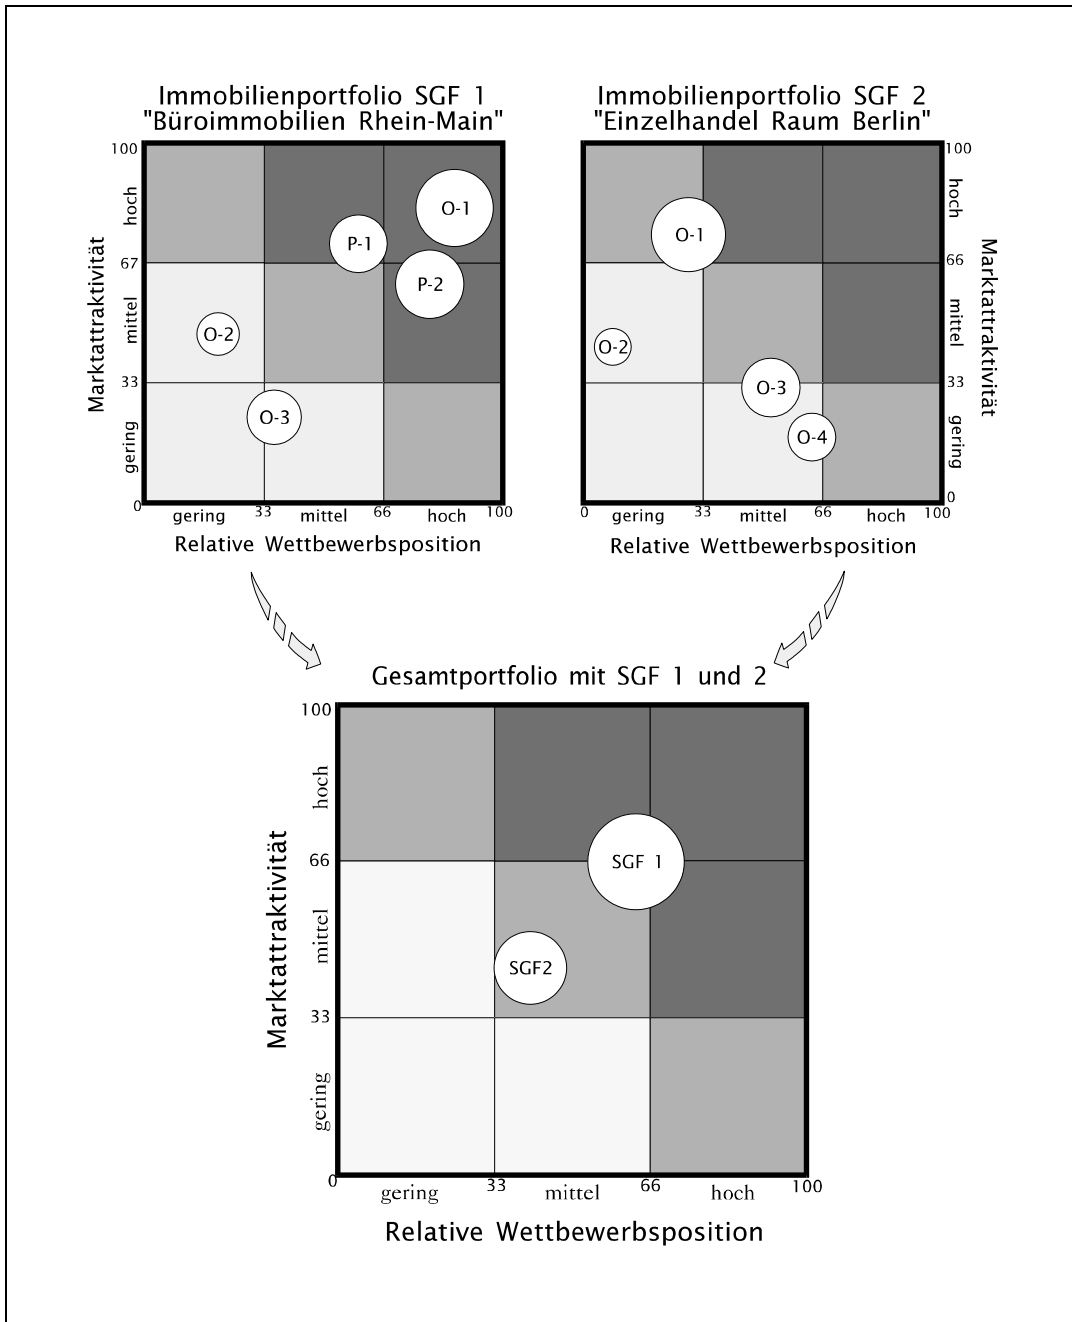 Immobilienportfolio SGF 1
"Büroimmobilien Rhein-Main"
100
hoch
67
mittel
33
gering
0
Marktattraktivität
O-1
P-1
P-2
O-2
O-3
gering
33
mittel
66
hoch
100
Relative Wettbewerbsposition
Immobilienportfolio SGF 2
"Einzelhandel Raum Berlin"
100
hoch
66
mittel
33
gering
0
Marktattraktivität
O-1
O-2
O-3
O-4
0
gering
33
mittel
66
hoch
100
Relative Wettbewerbsposition
Gesamtportfolio mit SGF 1 und 2
100
hoch
66
mittel
33
gering
0
Marktattraktivität
SGF 1
SGF2
gering
33
mittel
66
hoch
100
Relative Wettbewerbsposition